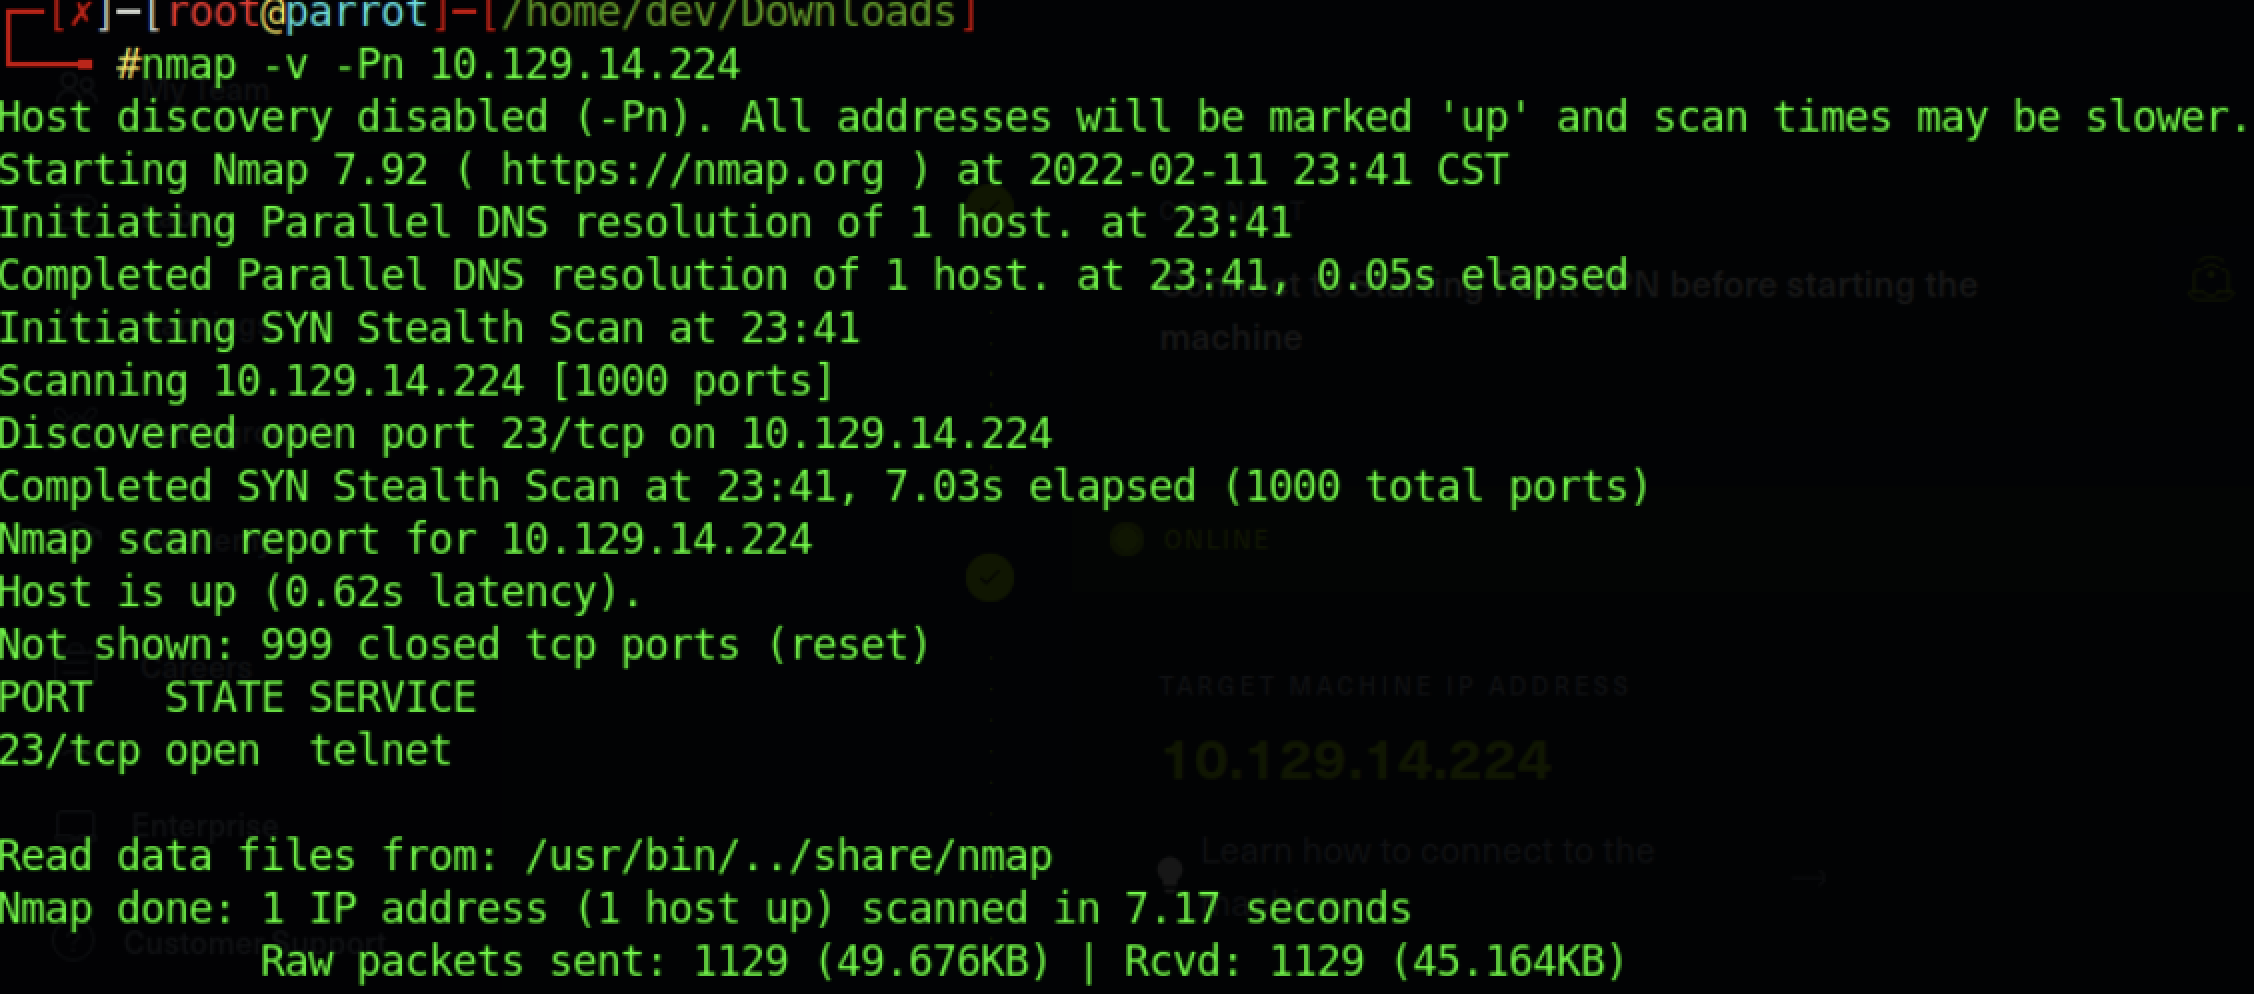 [✗]─[root@parrot]─[/home/dev/Downloads]
#nmap -v -Pn 10.129.14.224
My Team
Host discovery disabled (-Pn). All addresses will be marked 'up' and scan times may be slower.
Starting Nmap 7.92 ( https://nmap.org ) at 2022-02-11 23:41 CST
Initiating Parallel DNS resolution of 1 host. at 23:41
Completed Parallel DNS resolution of 1 host. at 23:41, 0.05s elapsed
Connect to Starting Point VPN before starting the
Initiating SYN Stealth Scan at 23:41
machine
Scanning 10.129.14.224 [1000 ports]
Discovered open port 23/tcp on 10.129.14.224
Completed SYN Stealth Scan at 23:41, 7.03s elapsed (1000 total ports)
Nmap scan report for 10.129.14.224
ONLINE
Host is up (0.62s latency).
Not shown: 999 closed tcp ports (reset)
Careers
TARGET MACHINE IP ADDRESS
PORT   STATE SERVICE
23/tcp open  telnet
10.129.14.224
Enterprise
Learn how to connect to the
Read data files from: /usr/bin/../share/nmap
Nmap done: 1 IP address (1 host up) scanned in 7.17 seconds
Customer Support
Raw packets sent: 1129 (49.676KB) | Rcvd: 1129 (45.164KB)